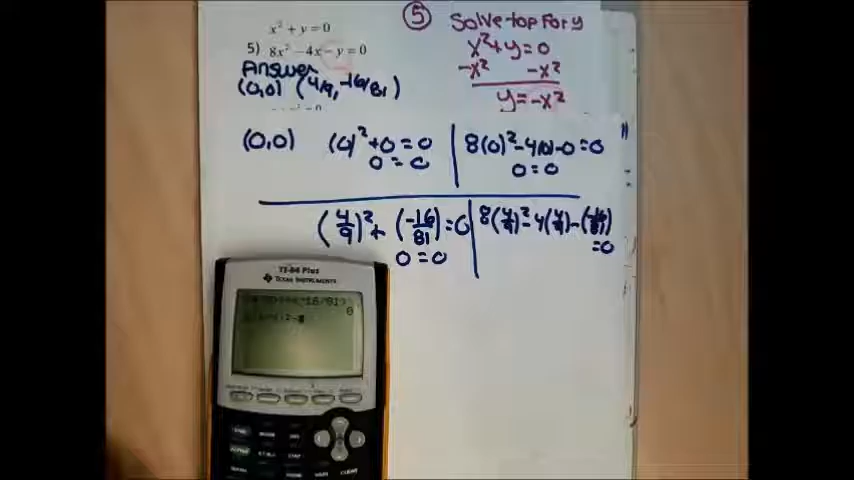 x² + y = 0
5) 8x² - 4x - y = 0
Answer
(0,0) (4/9, -16/81)
⑤ Solve top for y
x² + y = 0
-x² -x²
y = -x²
(0,0) (0)² + 0 = 0
0 = 0
8(0)² - 4(0) - 0 = 0
0 = 0
(4/9)² + (-16/81) = 0
0 = 0
8(4/9)² - 4(4/9) - (-16/81)
= 0
TI-84 Plus
TEXAS INSTRUMENTS
0